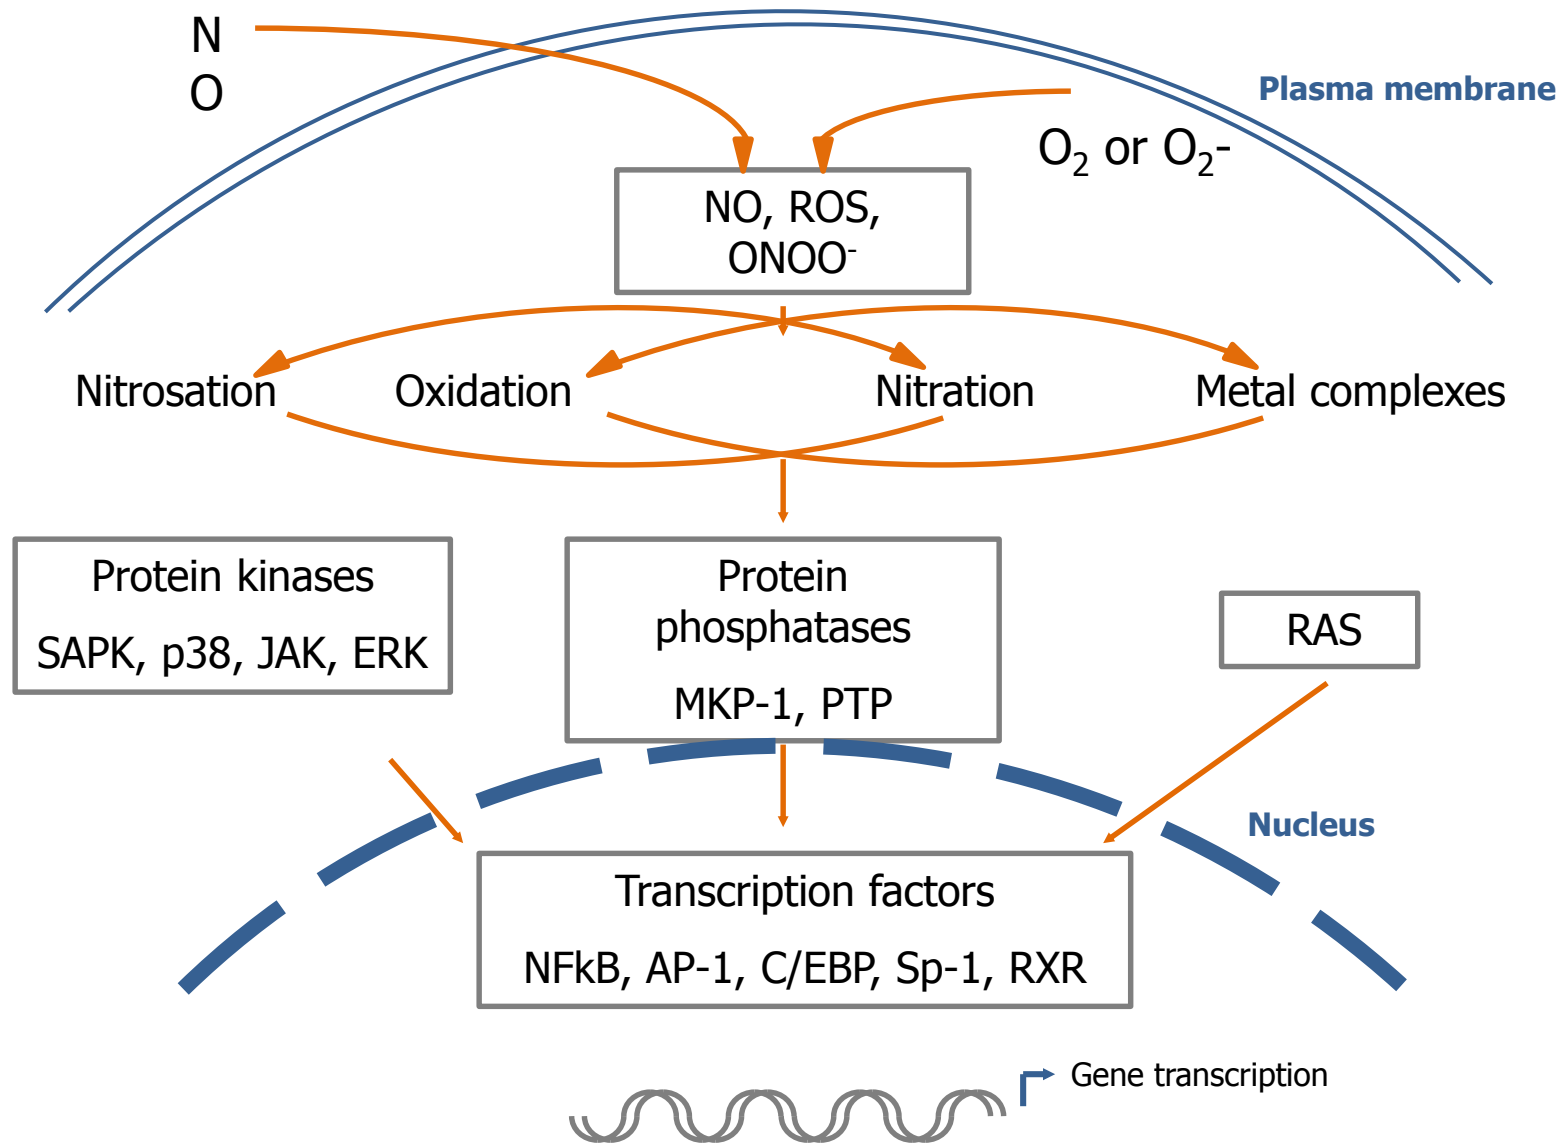 N
O
Plasma membrane
O₂ or O₂-
NO, ROS,
ONOO⁻
Nitrosation
Oxidation
Nitration
Metal complexes
Protein kinases
SAPK, p38, JAK, ERK
Protein
phosphatases
MKP-1, PTP
RAS
Nucleus
Transcription factors
NFkB, AP-1, C/EBP, Sp-1, RXR
Gene transcription